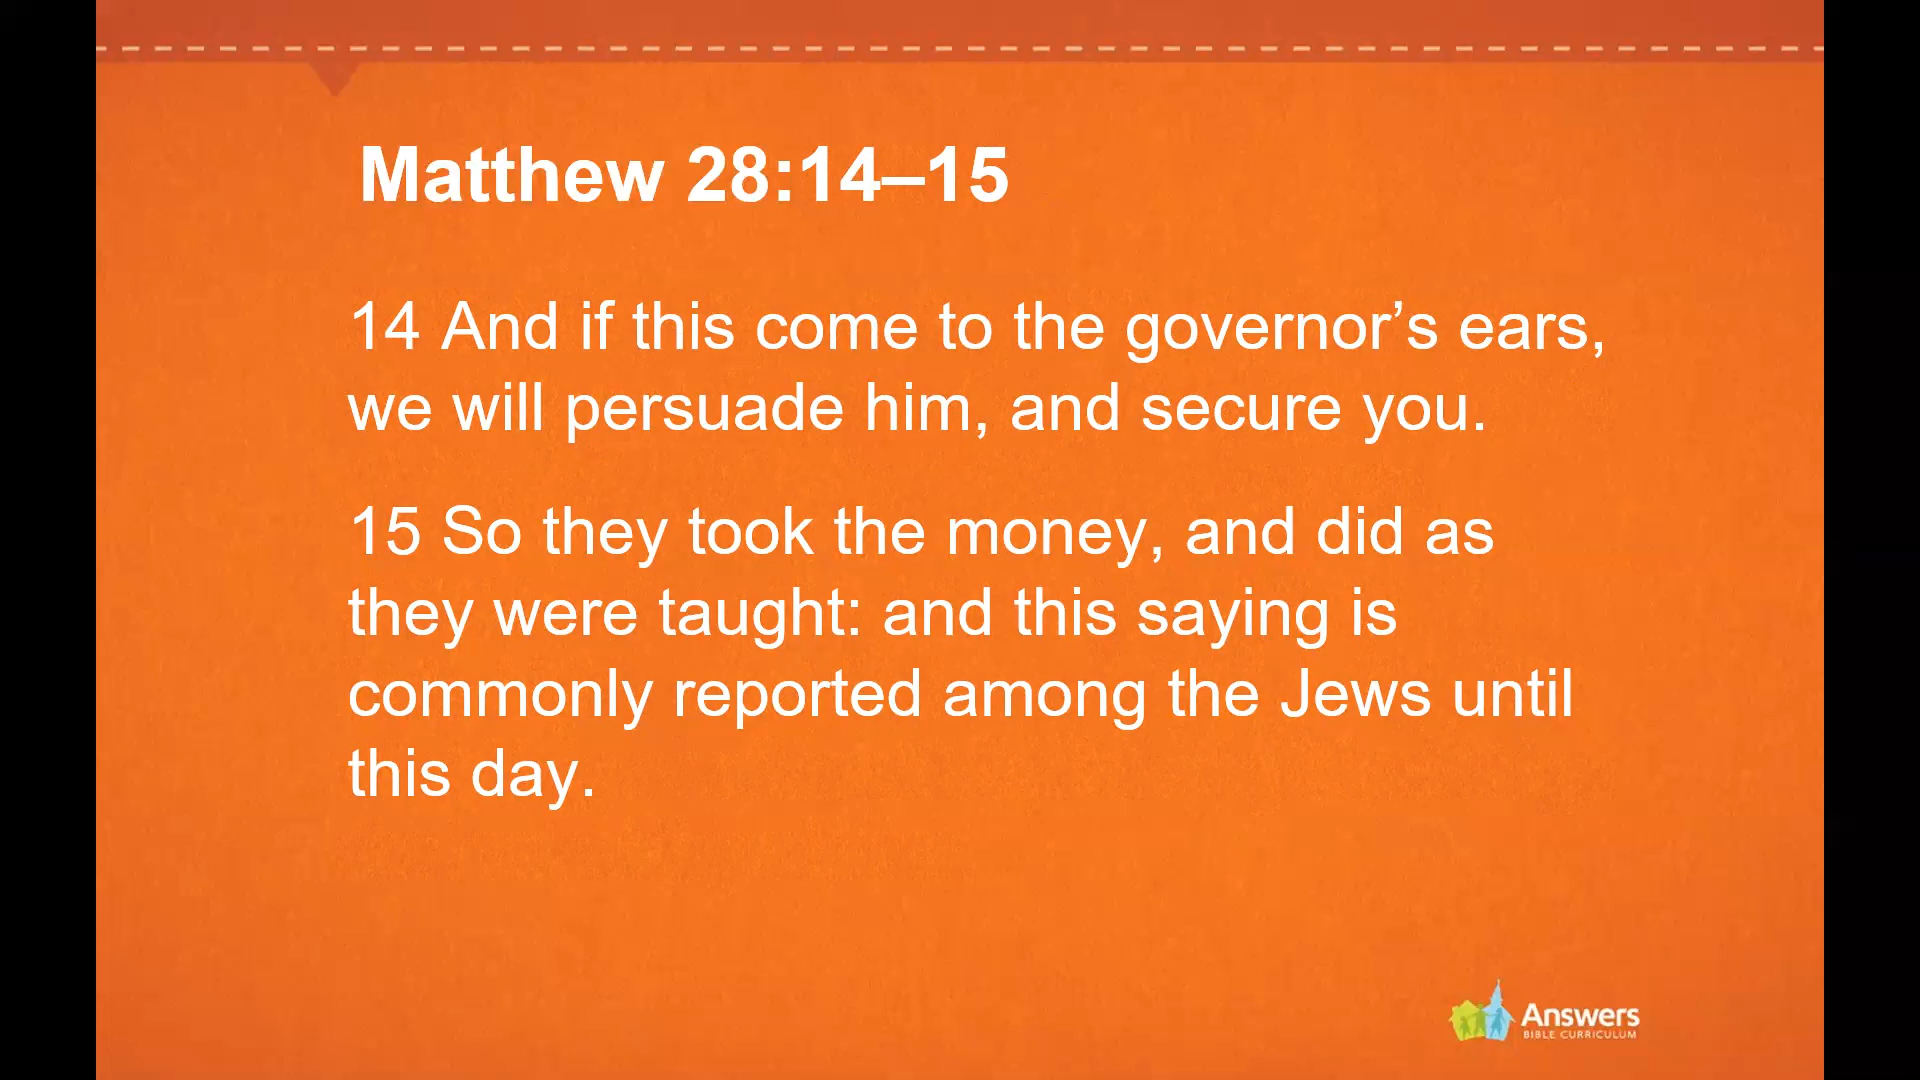 Matthew 28:14–15
14 And if this come to the governor’s ears,
we will persuade him, and secure you.
15 So they took the money, and did as
they were taught: and this saying is
commonly reported among the Jews until
this day.
Answers
BIBLE CURRICULUM